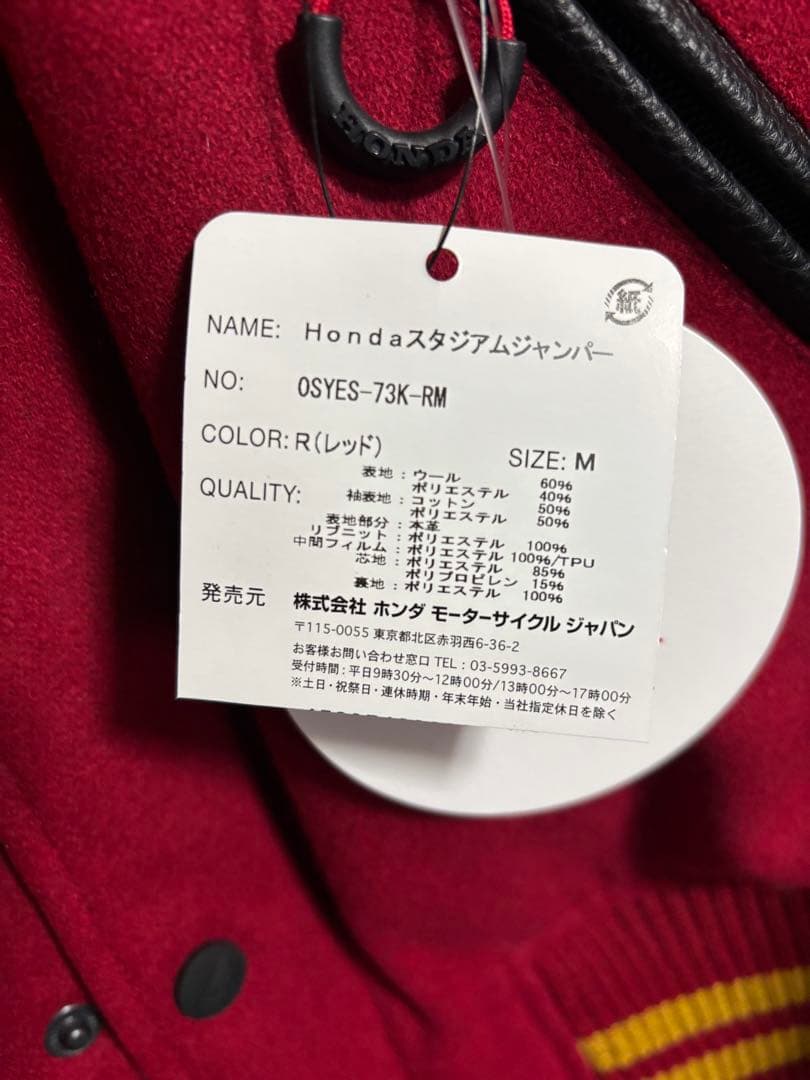 HONDA
紙
NAME: Hondaスタジアムジャンパー
NO: 0SYES-73K-RM
COLOR: R(レッド) SIZE: M
QUALITY: 表地 : ウール 60%
ポリエステル 40%
袖表地 : コットン 50%
ポリエステル 50%
表地部分 : 本革
リブニット : ポリエステル 100%
中間フィルム : ポリエステル 100%/TPU
芯地 : ポリエステル 85%
ポリプロピレン 15%
裏地 : ポリエステル 100%
発売元 株式会社 ホンダ モーターサイクル ジャパン
〒115-0055 東京都北区赤羽西6-36-2
お客様お問い合わせ窓口 TEL : 03-5993-8667
受付時間 : 平日9時30分～12時00分/13時00分～17時00分
※土日・祝祭日・連休時期・年末年始・当社指定休日を除く